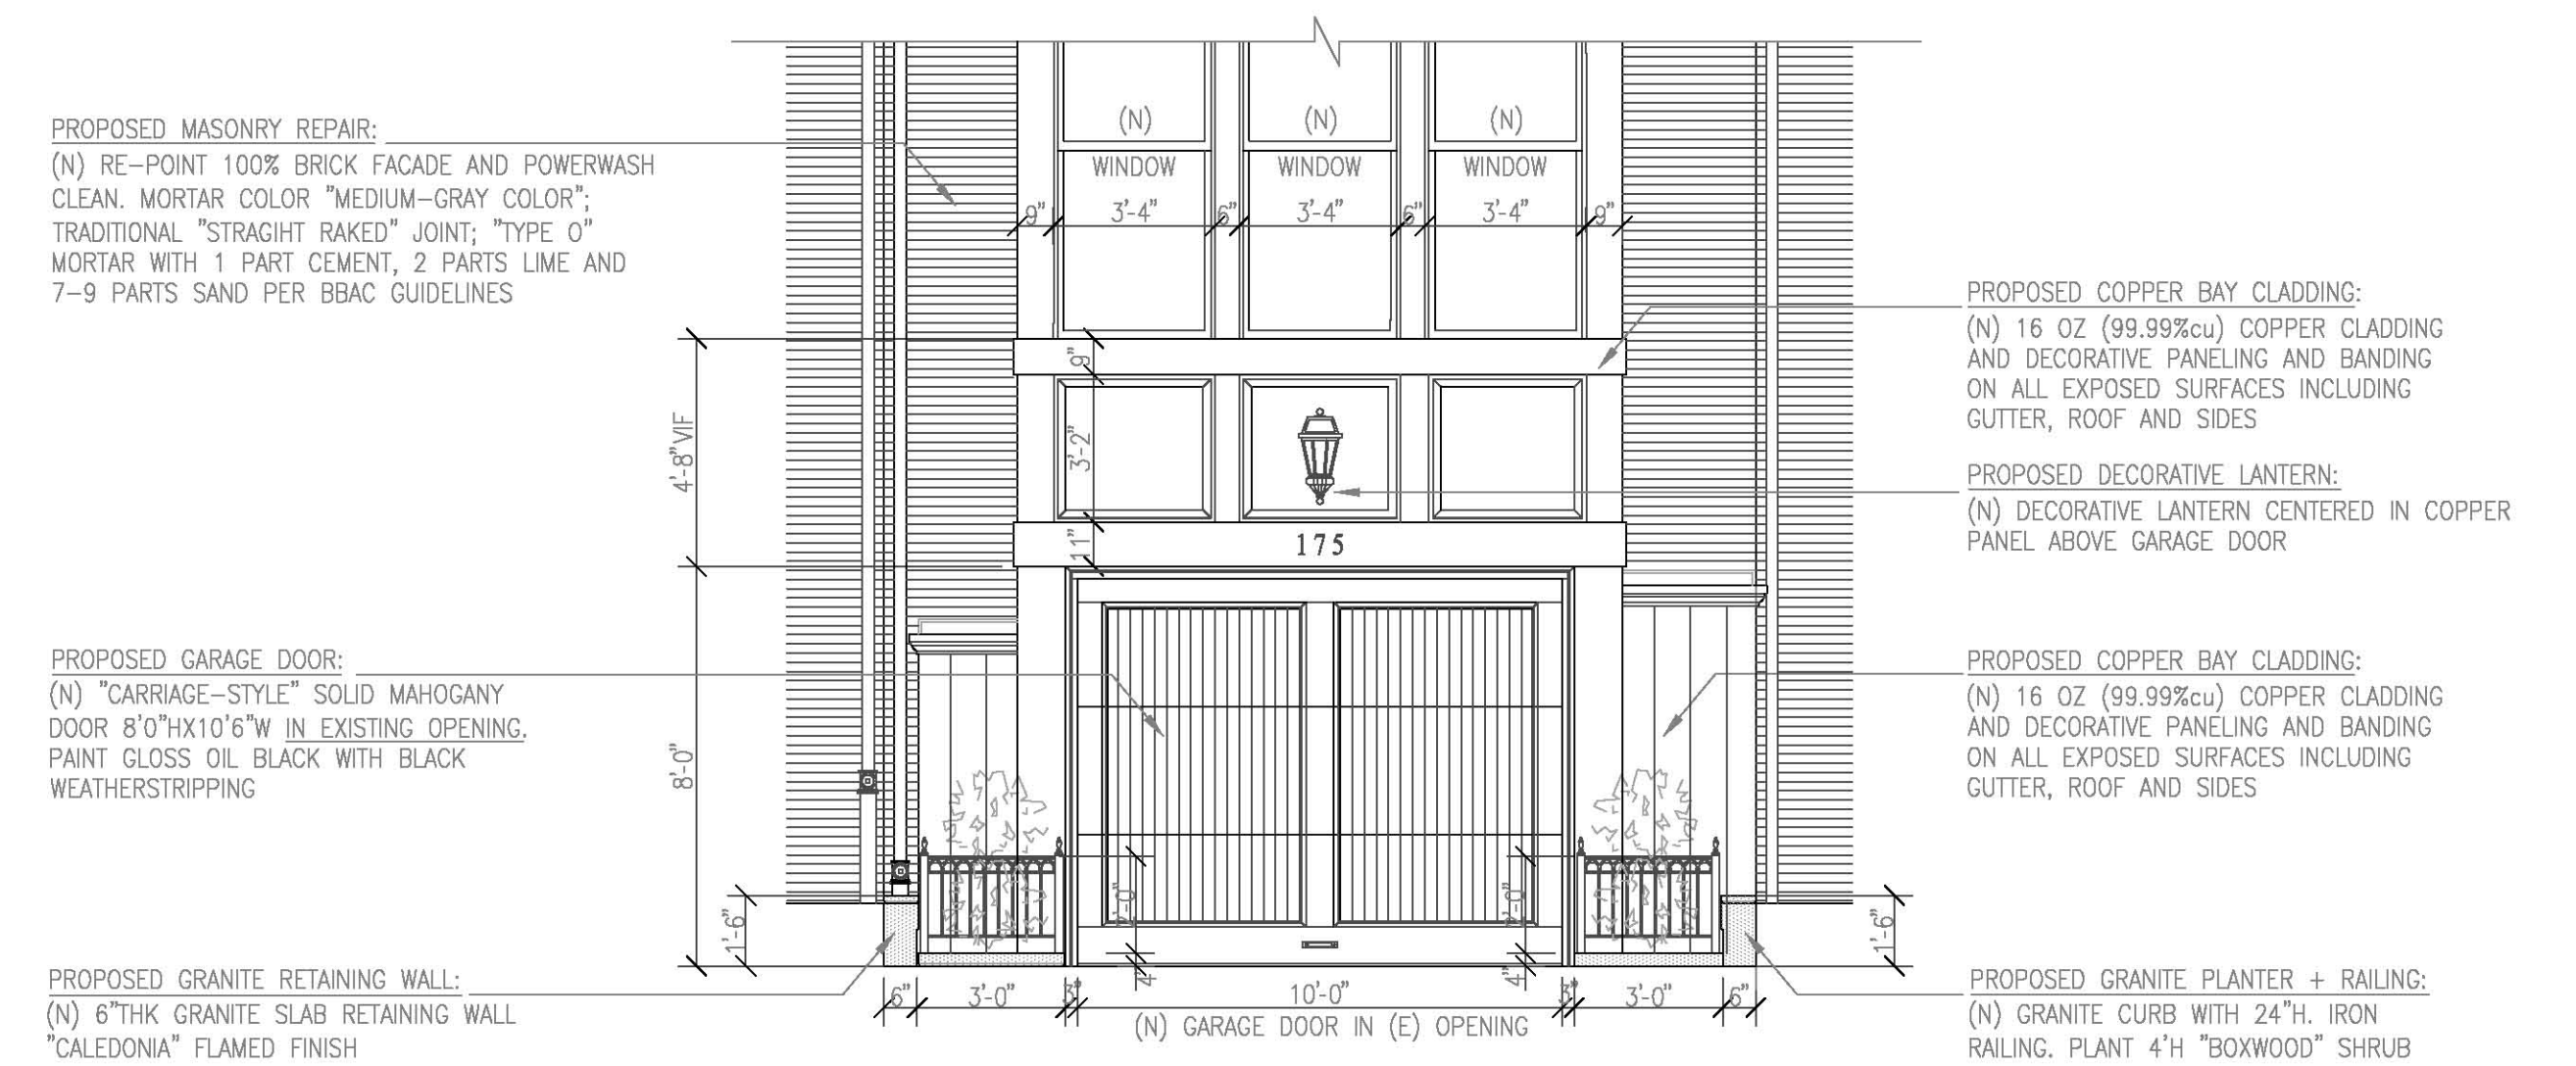 PROPOSED MASONRY REPAIR:
(N) RE-POINT 100% BRICK FACADE AND POWERWASH
CLEAN. MORTAR COLOR "MEDIUM-GRAY COLOR";
TRADITIONAL "STRAGIHT RAKED" JOINT; "TYPE O"
MORTAR WITH 1 PART CEMENT, 2 PARTS LIME AND
7-9 PARTS SAND PER BBAC GUIDELINES
PROPOSED GARAGE DOOR:
(N) "CARRIAGE-STYLE" SOLID MAHOGANY
DOOR 8'0"HX10'6"W IN EXISTING OPENING.
PAINT GLOSS OIL BLACK WITH BLACK
WEATHERSTRIPPING
PROPOSED GRANITE RETAINING WALL:
(N) 6"THK GRANITE SLAB RETAINING WALL
"CALEDONIA" FLAMED FINISH
(N) (N) (N)
WINDOW WINDOW WINDOW
9" 3'-4" 6" 3'-4" 6" 3'-4" 9"
9"
3'-2"
11"
4'-8"VIF
8'-0"
1'-6"
175
2'-0"
4"
2'-0"
4"
1'-6"
6" 3'-0" 3" 10'-0" 3" 3'-0" 6"
(N) GARAGE DOOR IN (E) OPENING
PROPOSED COPPER BAY CLADDING:
(N) 16 OZ (99.99%cu) COPPER CLADDING
AND DECORATIVE PANELING AND BANDING
ON ALL EXPOSED SURFACES INCLUDING
GUTTER, ROOF AND SIDES
PROPOSED DECORATIVE LANTERN:
(N) DECORATIVE LANTERN CENTERED IN COPPER
PANEL ABOVE GARAGE DOOR
PROPOSED COPPER BAY CLADDING:
(N) 16 OZ (99.99%cu) COPPER CLADDING
AND DECORATIVE PANELING AND BANDING
ON ALL EXPOSED SURFACES INCLUDING
GUTTER, ROOF AND SIDES
PROPOSED GRANITE PLANTER + RAILING:
(N) GRANITE CURB WITH 24"H. IRON
RAILING. PLANT 4'H "BOXWOOD" SHRUB